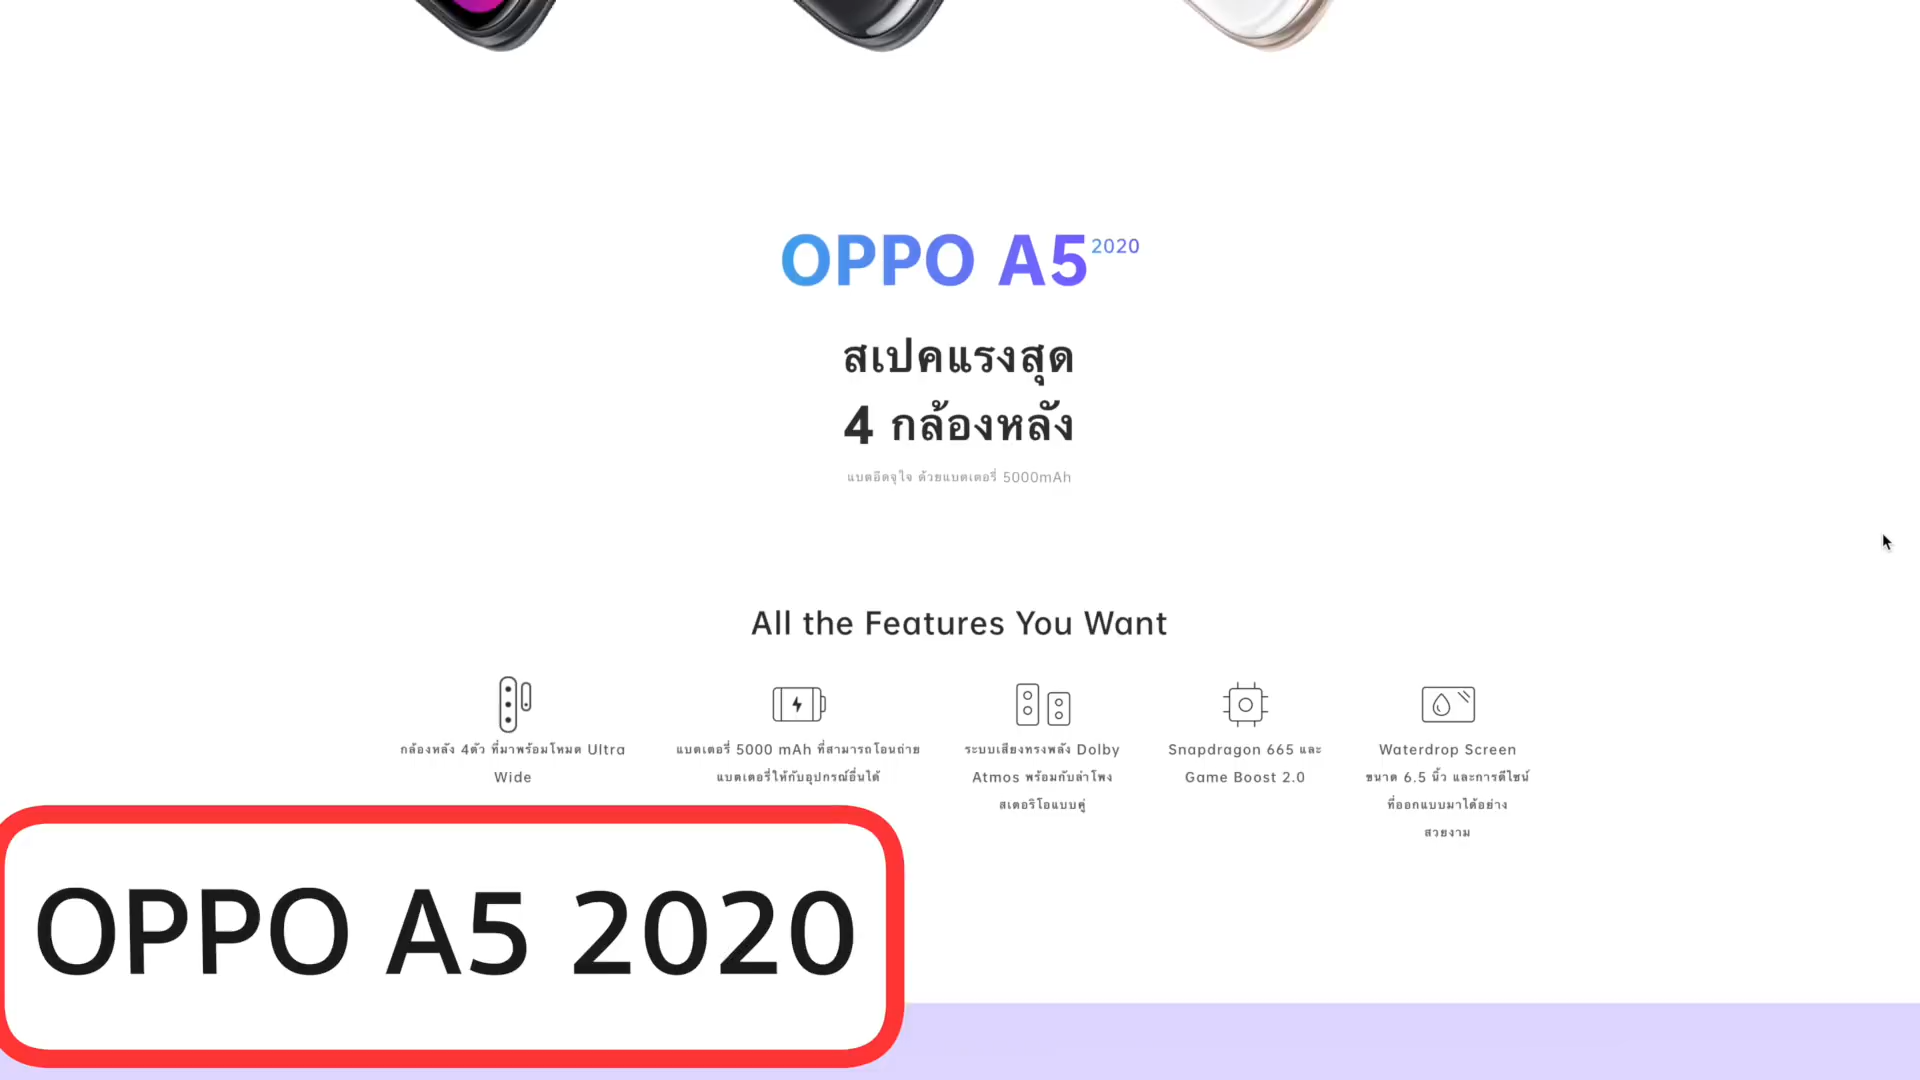 OPPO A5 2020
สเปคแรงสุด
4 กล้องหลัง
แบตอึดจุใจ ด้วยแบตเตอรี่ 5000mAh
All the Features You Want
กล้องหลัง 4ตัว ที่มาพร้อมโหมด Ultra
Wide
แบตเตอรี่ 5000 mAh ที่สามารถโอนถ่าย
แบตเตอรี่ให้กับอุปกรณ์อื่นได้
ระบบเสียงทรงพลัง Dolby
Atmos พร้อมกับลำโพง
สเตอริโอแบบคู่
Snapdragon 665 และ
Game Boost 2.0
Waterdrop Screen
ขนาด 6.5 นิ้ว และการดีไซน์
ที่ออกแบบมาได้อย่าง
สวยงาม
OPPO A5 2020